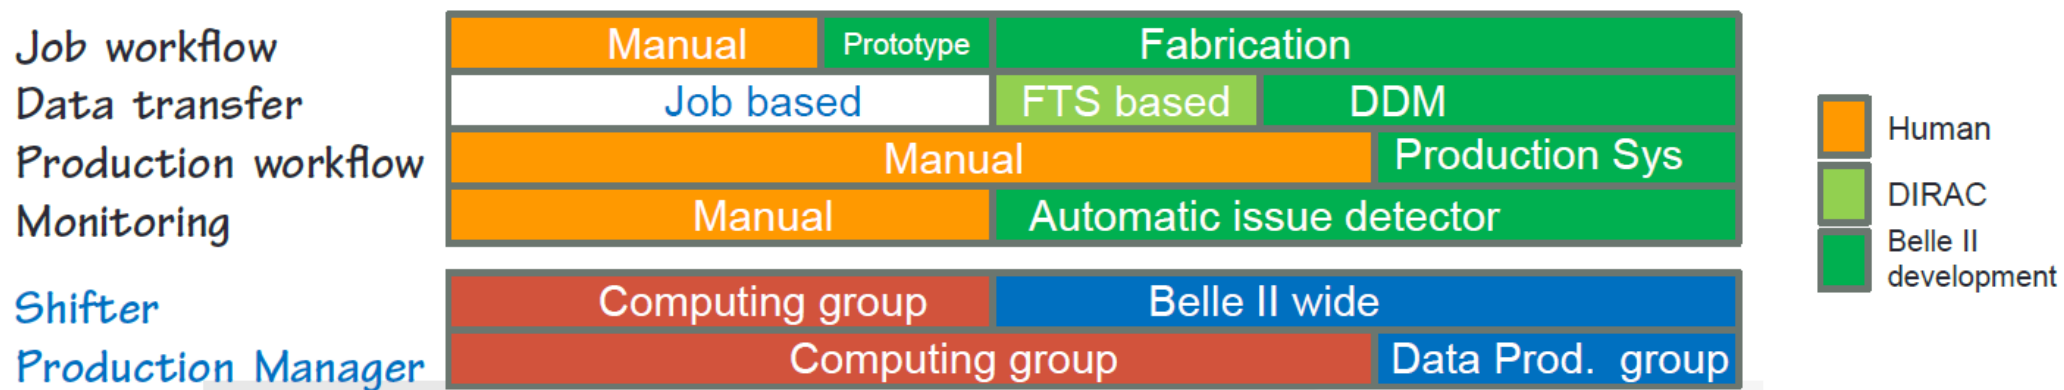 Job workflow Manual Prototype Fabrication
Data transfer Job based FTS based DDM
Production workflow Manual Production Sys
Monitoring Manual Automatic issue detector
Shifter Computing group Belle II wide
Production Manager Computing group Data Prod. group
Human
DIRAC
Belle II
development